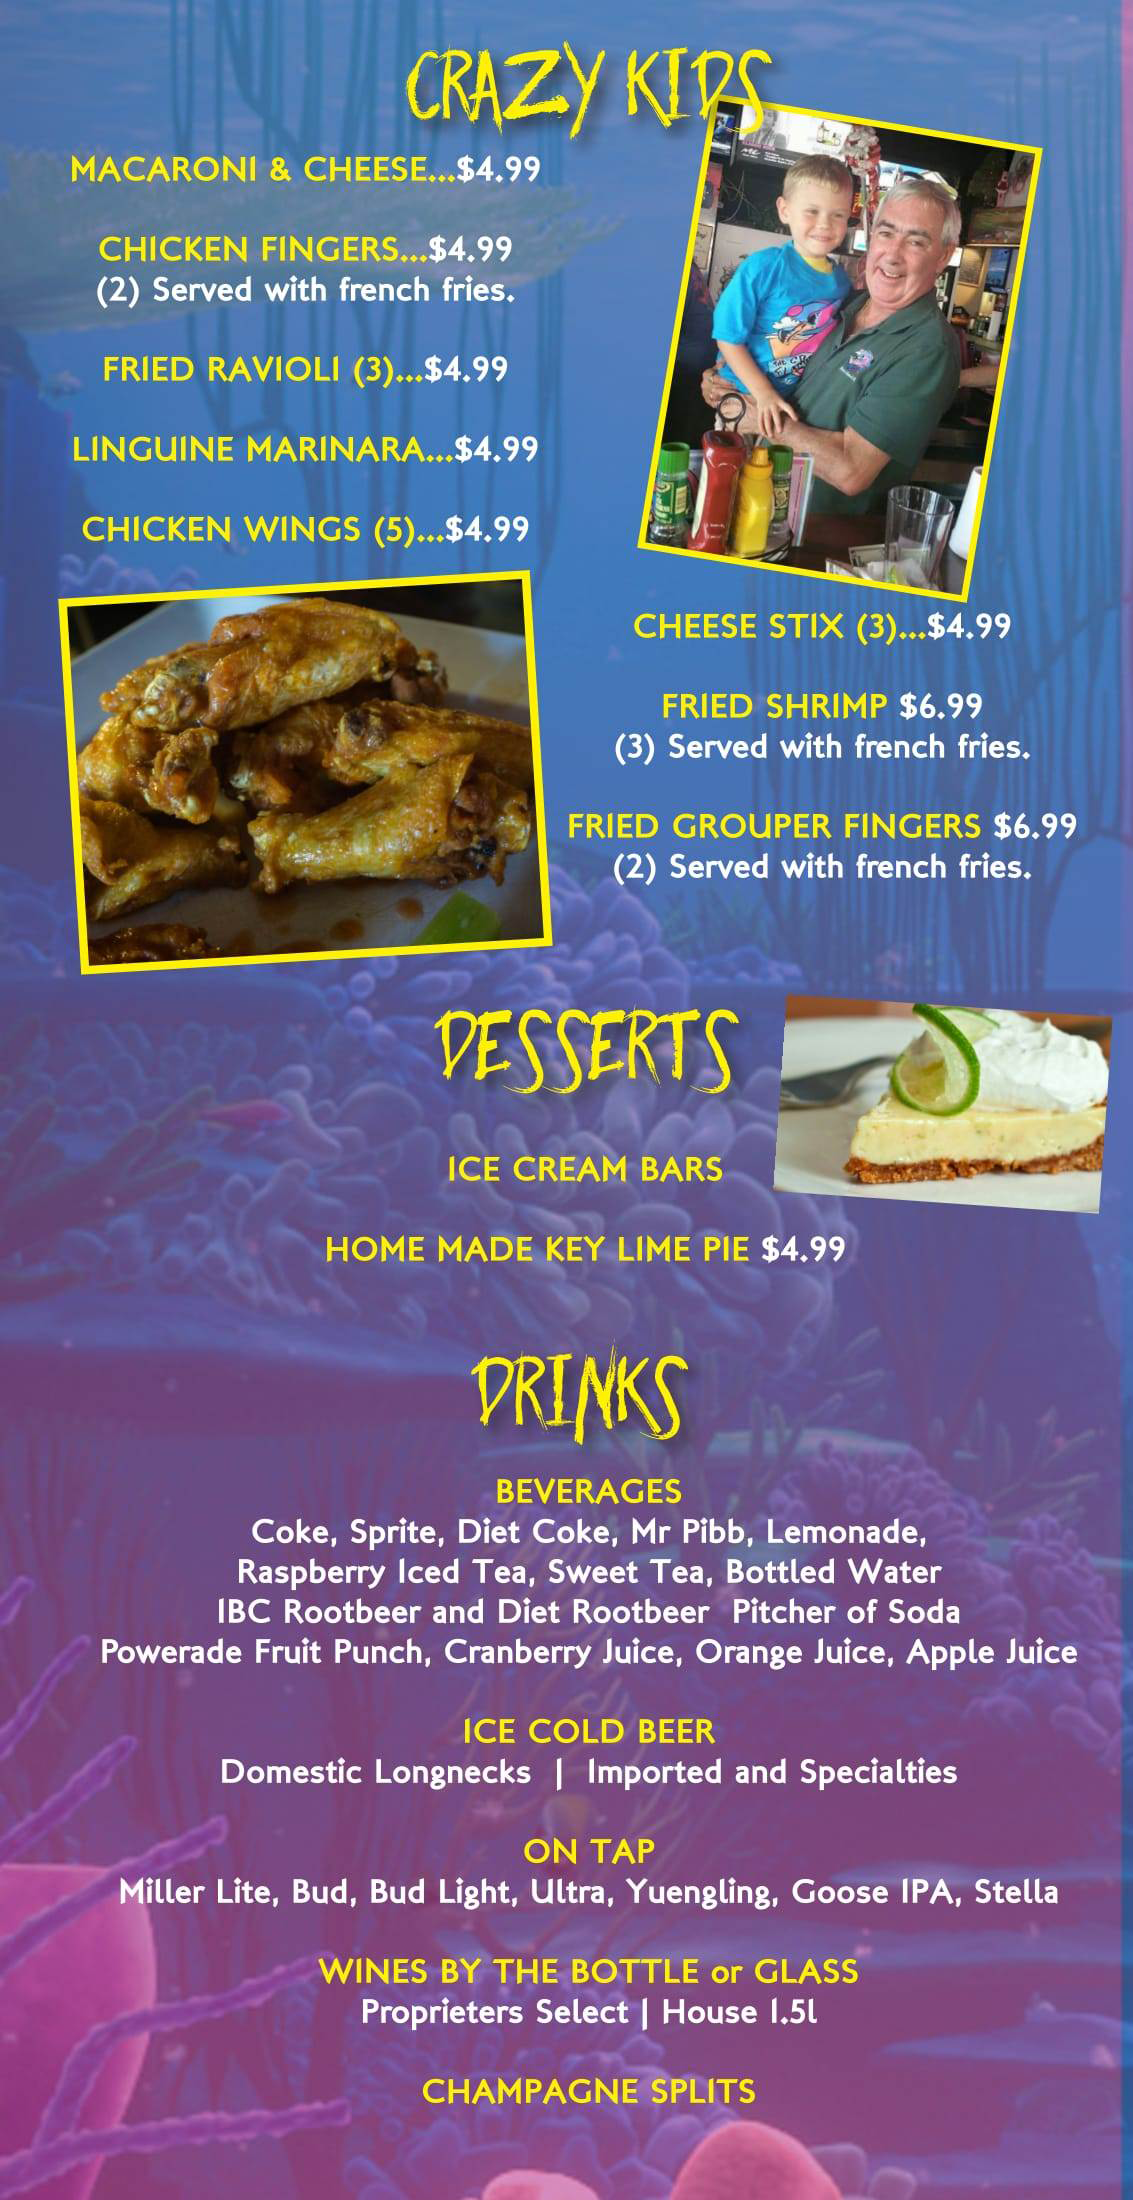 CRAZY KIDS
MACARONI & CHEESE...$4.99
CHICKEN FINGERS...$4.99
(2) Served with french fries.
FRIED RAVIOLI (3)...$4.99
LINGUINE MARINARA...$4.99
CHICKEN WINGS (5)...$4.99
CHEESE STIX (3)...$4.99
FRIED SHRIMP $6.99
(3) Served with french fries.
FRIED GROUPER FINGERS $6.99
(2) Served with french fries.
DESSERTS
ICE CREAM BARS
HOME MADE KEY LIME PIE $4.99
DRINKS
BEVERAGES
Coke, Sprite, Diet Coke, Mr Pibb, Lemonade,
Raspberry Iced Tea, Sweet Tea, Bottled Water
IBC Rootbeer and Diet Rootbeer Pitcher of Soda
Powerade Fruit Punch, Cranberry Juice, Orange Juice, Apple Juice
ICE COLD BEER
Domestic Longnecks | Imported and Specialties
ON TAP
Miller Lite, Bud, Bud Light, Ultra, Yuengling, Goose IPA, Stella
WINES BY THE BOTTLE or GLASS
Proprieters Select | House 1.5l
CHAMPAGNE SPLITS